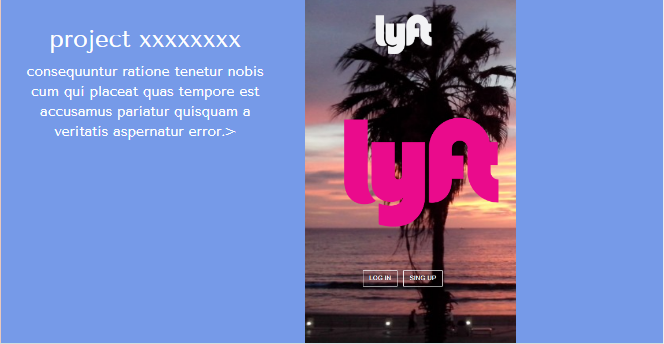 project xxxxxxxx
consequuntur ratione tenetur nobis
cum qui placeat quas tempore est
accusamus pariatur quisquam a
veritatis aspernatur error.>
lyft
lyft
LOG IN SING UP